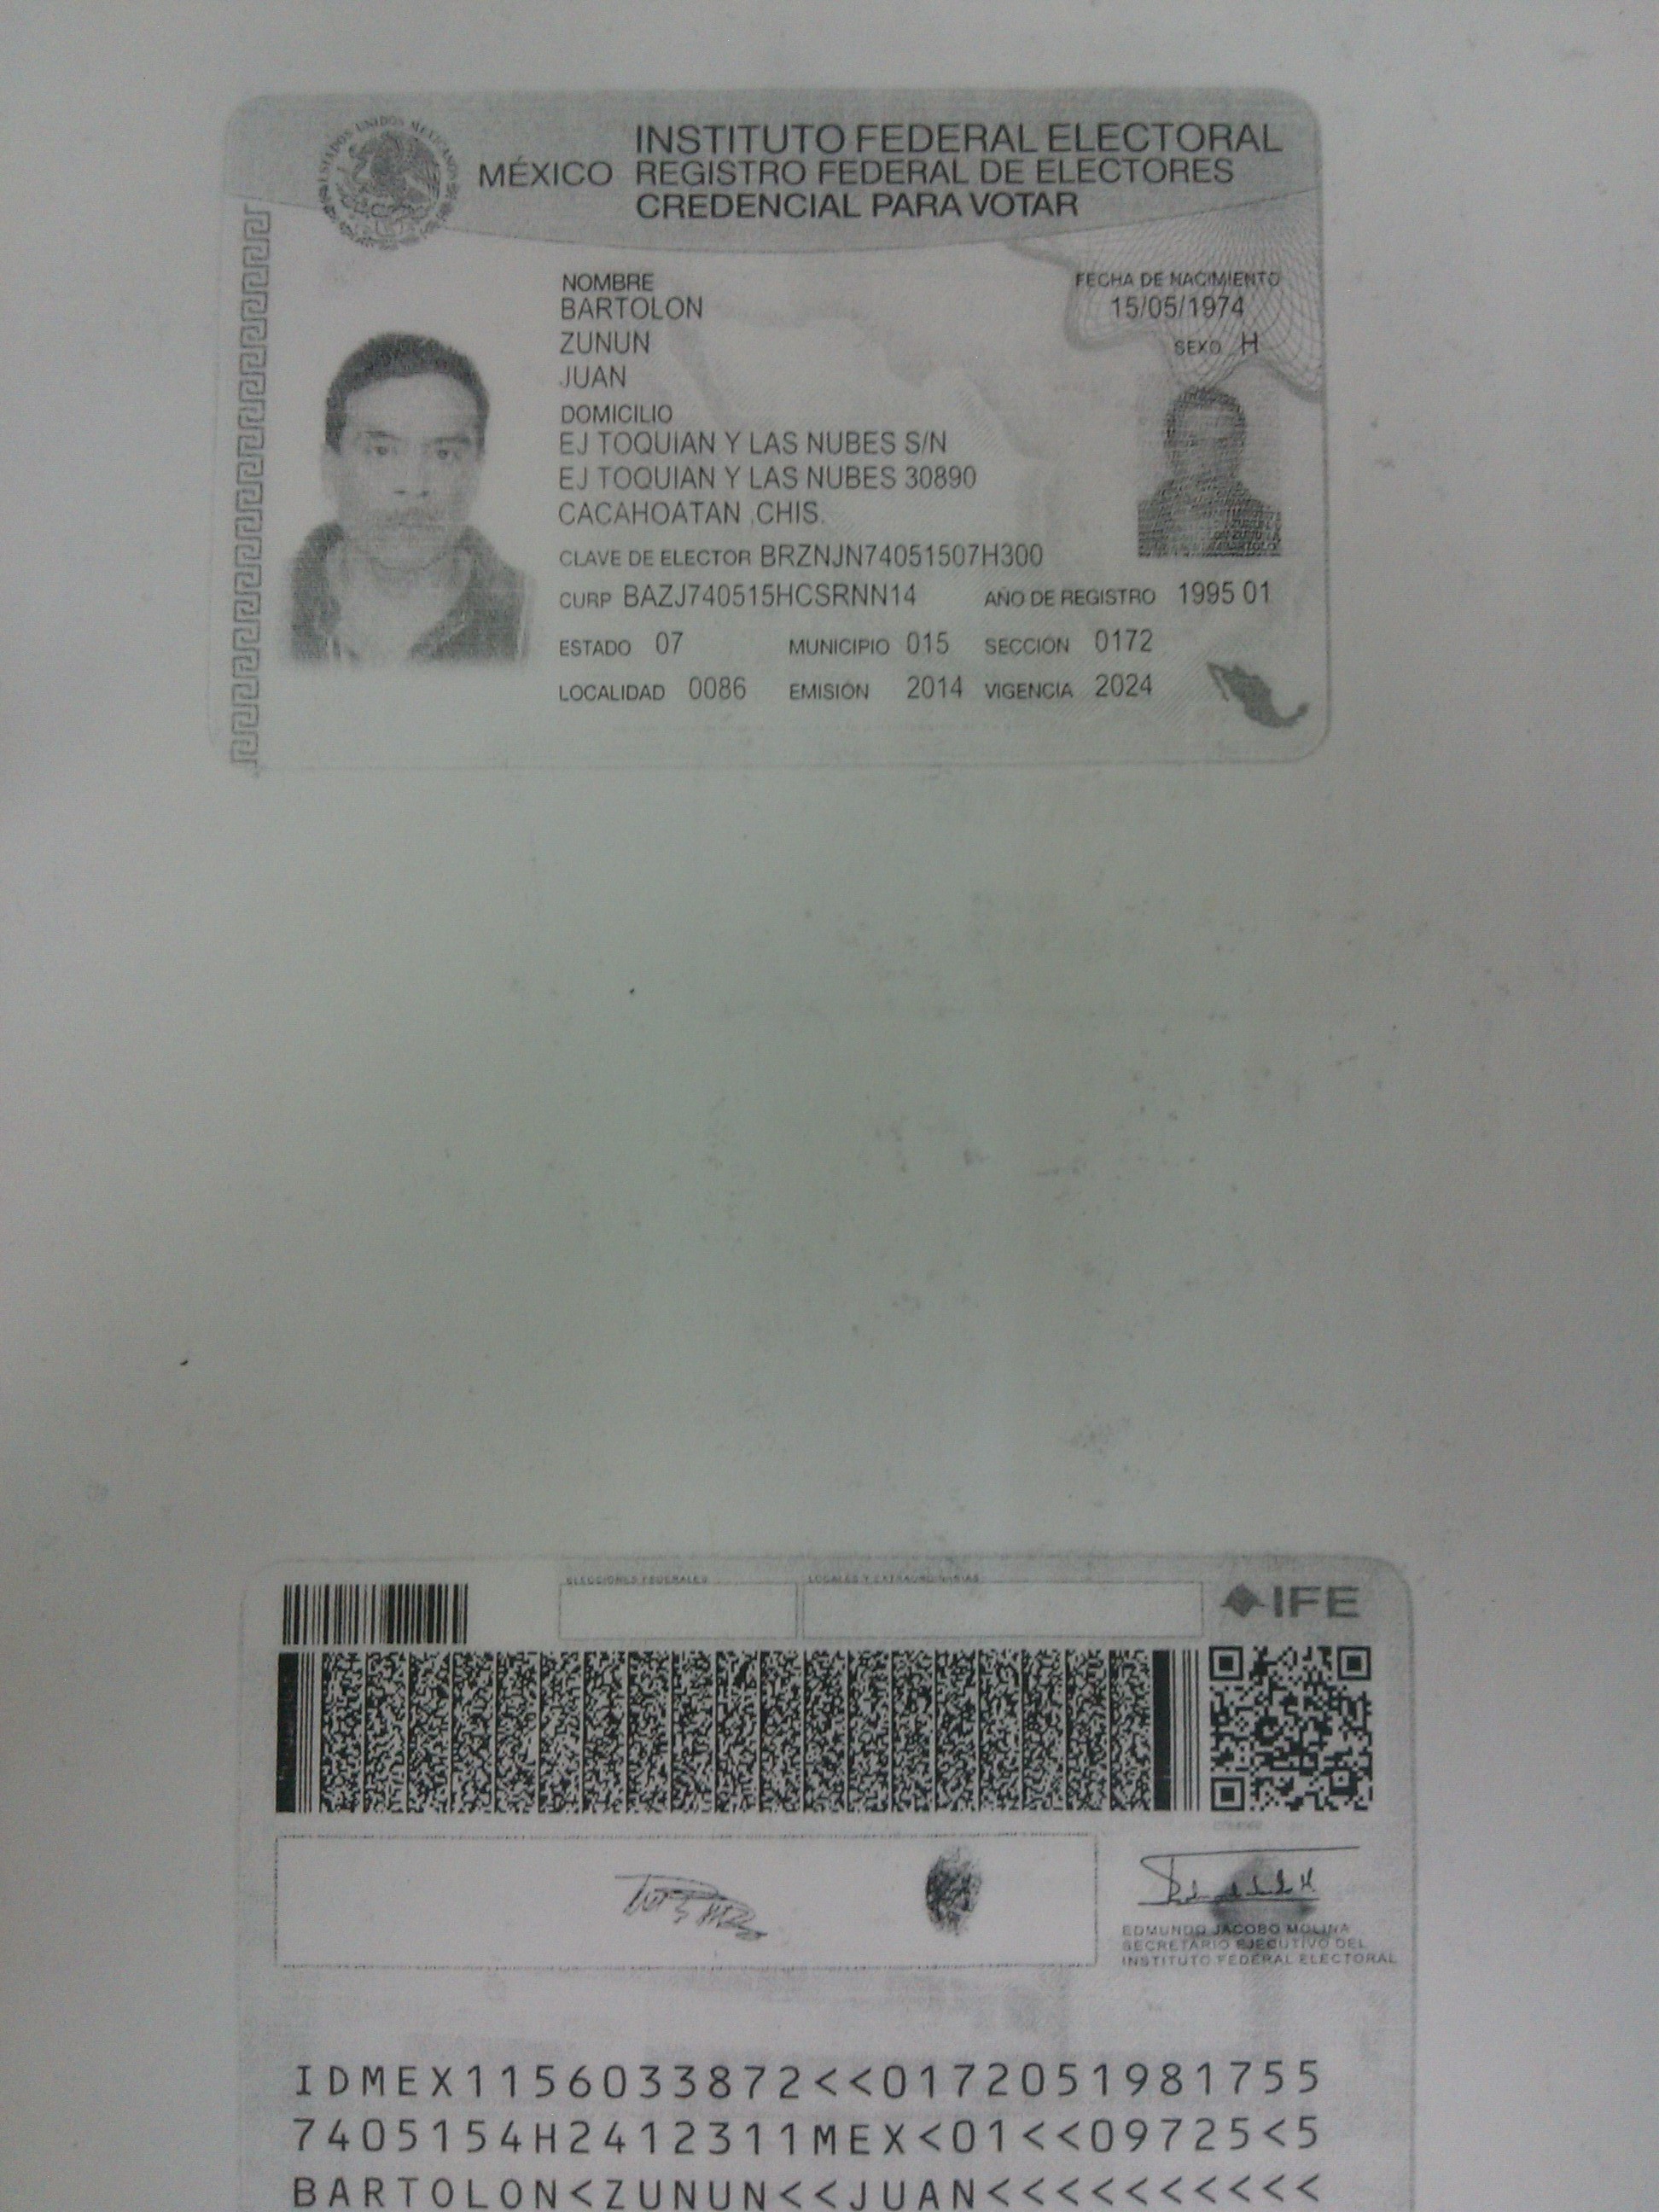 ESTADOS UNIDOS MEXICANOS
INSTITUTO FEDERAL ELECTORAL
MÉXICO REGISTRO FEDERAL DE ELECTORES
CREDENCIAL PARA VOTAR
NOMBRE
BARTOLON
ZUNUN
JUAN
FECHA DE NACIMIENTO
15/05/1974
SEXO H
DOMICILIO
EJ TOQUIAN Y LAS NUBES S/N
EJ TOQUIAN Y LAS NUBES 30890
CACAHOATAN ,CHIS.
CLAVE DE ELECTOR BRZNJN74051507H300
CURP BAZJ740515HCSRNN14 AÑO DE REGISTRO 1995 01
ESTADO 07 MUNICIPIO 015 SECCIÓN 0172
LOCALIDAD 0086 EMISIÓN 2014 VIGENCIA 2024
ELECCIONES FEDERALES LOCALES Y EXTRAORDINARIAS
IFE
EDMUNDO JACOBO MOLINA
SECRETARIO EJECUTIVO DEL
INSTITUTO FEDERAL ELECTORAL
IDMEX1156033872<<0172051981755
7405154H2412311MEX<01<<09725<5
BARTOLON<ZUNUN<<JUAN<<<<<<<<<<